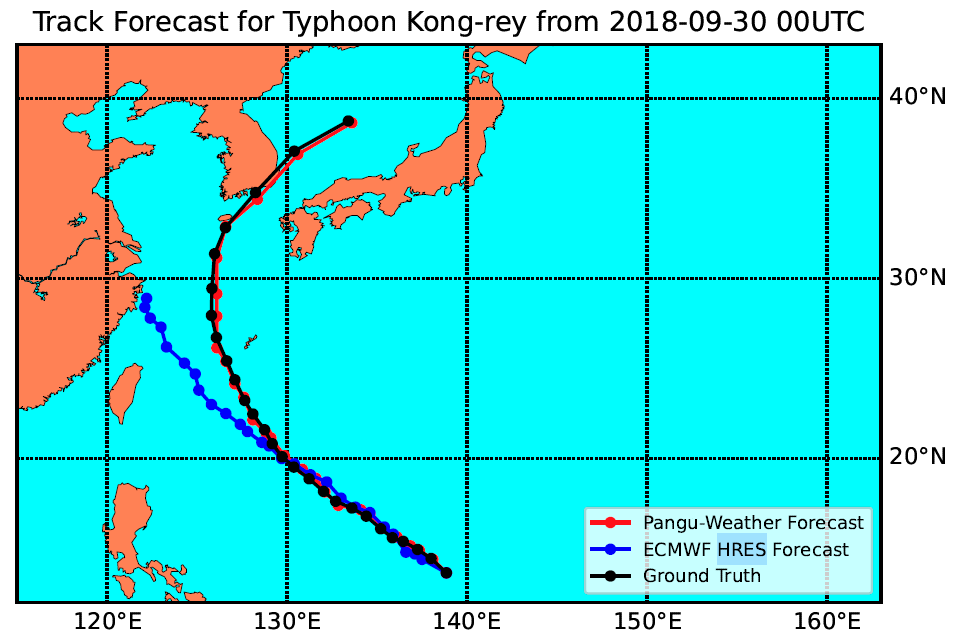 Track Forecast for Typhoon Kong-rey from 2018-09-30 00UTC
40°N
30°N
20°N
Pangu-Weather Forecast
ECMWF HRES Forecast
Ground Truth
120°E 130°E 140°E 150°E 160°E